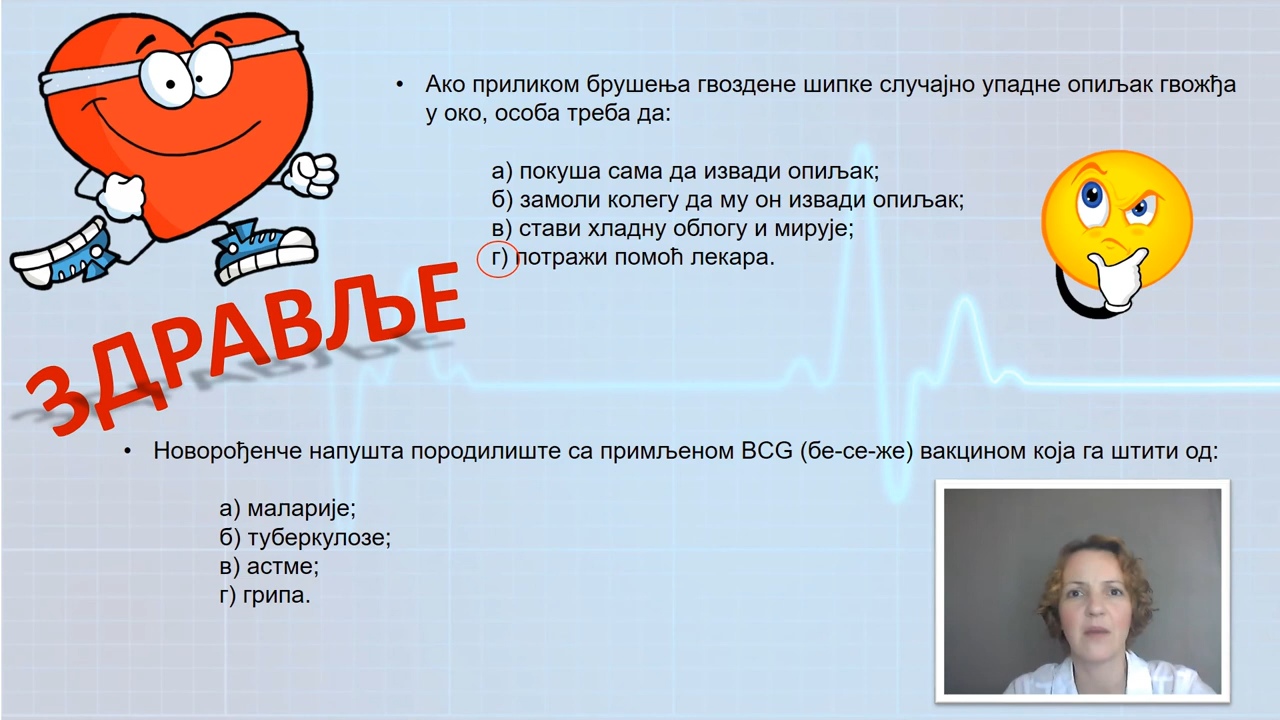 • Ако приликом брушења гвоздене шипке случајно упадне опиљак гвожђа
у око, особа треба да:
а) покуша сама да извади опиљак;
б) замоли колегу да му он извади опиљак;
в) стави хладну облогу и мирује;
г) потражи помоћ лекара.
ЗДРАВЉЕ
• Новорођенче напушта породилиште са примљеном BCG (бе-се-же) вакцином која га штити од:
а) маларије;
б) туберкулозе;
в) астме;
г) грипа.